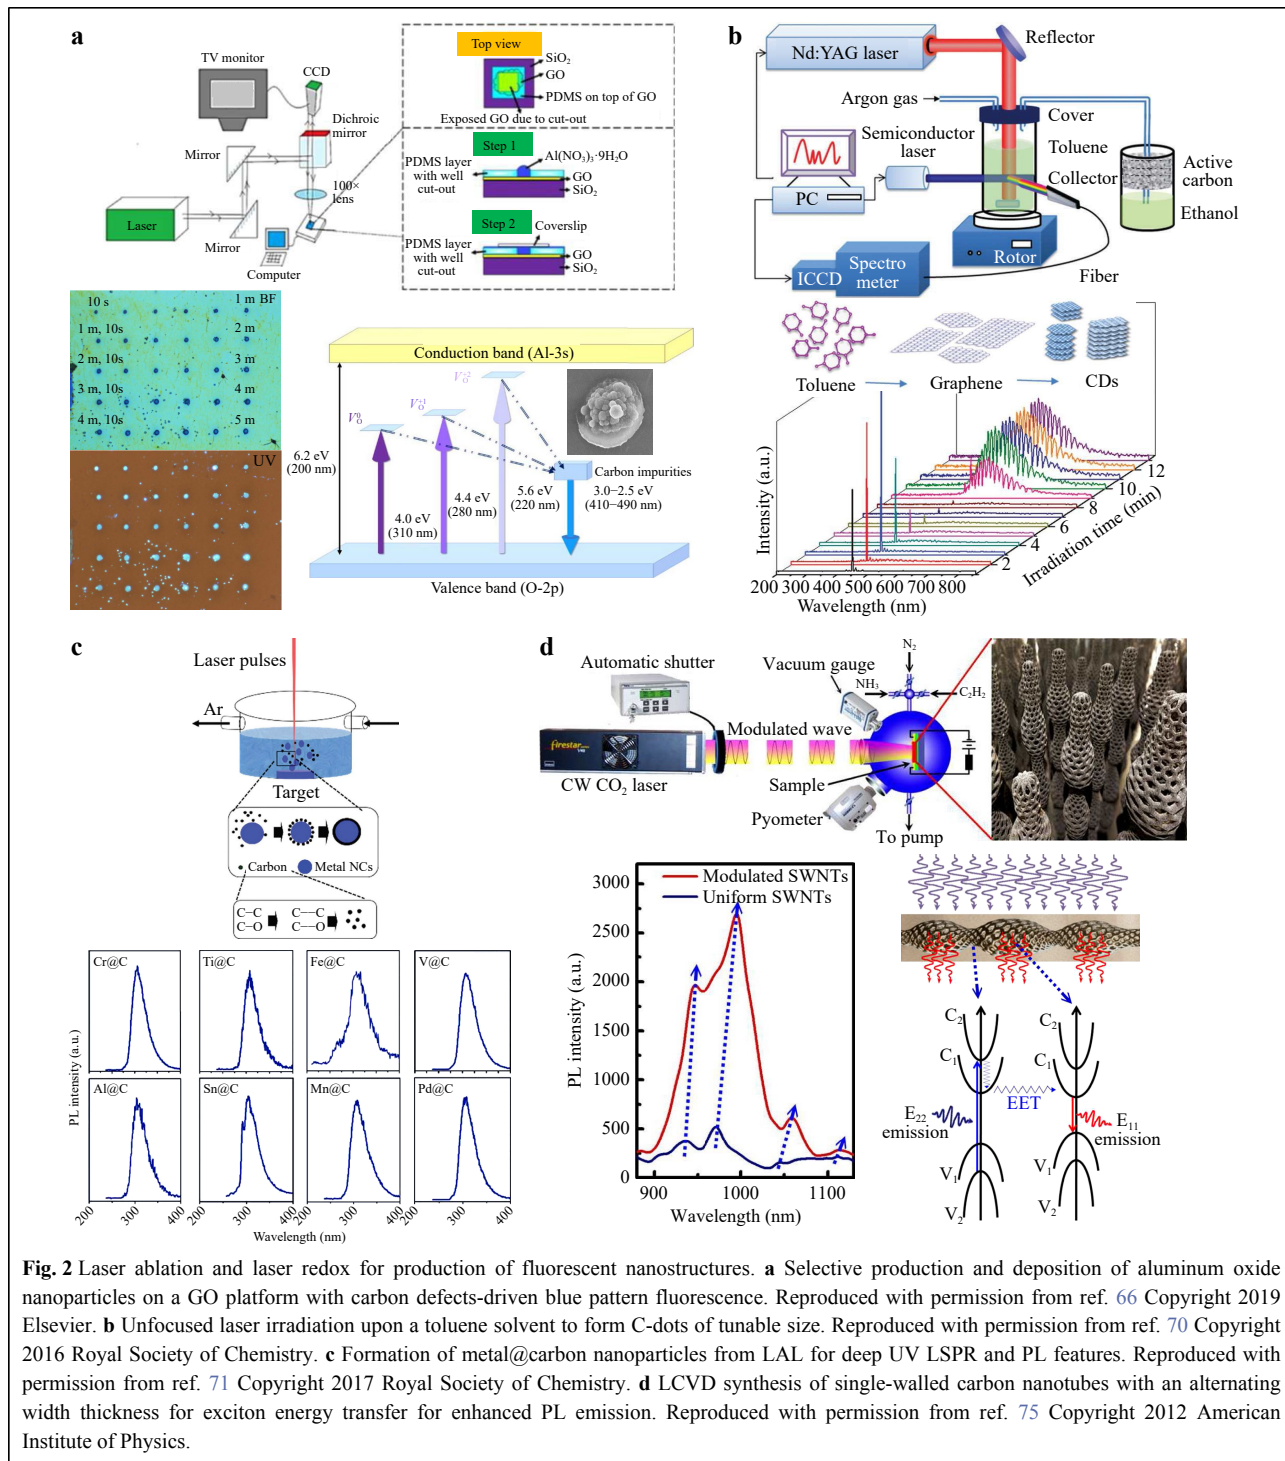 a
TV monitor
CCD
Dichroic
mirror
Mirror
100×
lens
Laser
Mirror
Computer
Top view
SiO₂
GO
PDMS on top of GO
Exposed GO due to cut-out
Step 1
Al(NO₃)₃·9H₂O
PDMS layer
with well
cut-out
GO
SiO₂
Step 2
Coverslip
PDMS layer
with well
cut-out
GO
SiO₂
10 s
1 m BF
1 m, 10s
2 m
2 m, 10s
3 m
3 m, 10s
4 m
4 m, 10s
5 m
UV
Conduction band (Al-3s)
V_O^0
V_O^{+1}
V_O^{+2}
6.2 eV
(200 nm)
4.0 eV
(310 nm)
4.4 eV
(280 nm)
5.6 eV
(220 nm)
Carbon impurities
3.0−2.5 eV
(410−490 nm)
Valence band (O-2p)
b
Nd:YAG laser
Reflector
Argon gas
Cover
Semiconductor
laser
Toluene
Collector
Active
carbon
Ethanol
PC
Rotor
ICCD
Spectro
meter
Fiber
Toluene
Graphene
CDs
Intensity (a.u.)
200 300 400 500 600 700 800
Wavelength (nm)
2 4 6 8 10 12
Irradiation time (min)
c
Laser pulses
Ar
Target
Carbon
Metal NCs
C—C
C—O
C—–C
C—–O
Cr@C
Ti@C
Fe@C
V@C
Al@C
Sn@C
Mn@C
Pd@C
PL intensity (a.u.)
200 300 400
200 300 400
200 300 400
200 300 400
Wavelength (nm)
d
Automatic shutter
Vacuum gauge
N₂
NH₃
C₂H₂
Modulated wave
firestar
CW CO₂ laser
Sample
Pyometer
To pump
Modulated SWNTs
Uniform SWNTs
PL intensity (a.u.)
3000
2500
2000
1500
1000
500
0
900 1000 1100
Wavelength (nm)
C₂
C₁
E₂₂
emission
V₁
V₂
EET
C₂
C₁
E₁₁
emission
V₁
V₂
Fig. 2 Laser ablation and laser redox for production of fluorescent nanostructures. a Selective production and deposition of aluminum oxide
nanoparticles on a GO platform with carbon defects-driven blue pattern fluorescence. Reproduced with permission from ref. 66 Copyright 2019
Elsevier. b Unfocused laser irradiation upon a toluene solvent to form C-dots of tunable size. Reproduced with permission from ref. 70 Copyright
2016 Royal Society of Chemistry. c Formation of metal@carbon nanoparticles from LAL for deep UV LSPR and PL features. Reproduced with
permission from ref. 71 Copyright 2017 Royal Society of Chemistry. d LCVD synthesis of single-walled carbon nanotubes with an alternating
width thickness for exciton energy transfer for enhanced PL emission. Reproduced with permission from ref. 75 Copyright 2012 American
Institute of Physics.